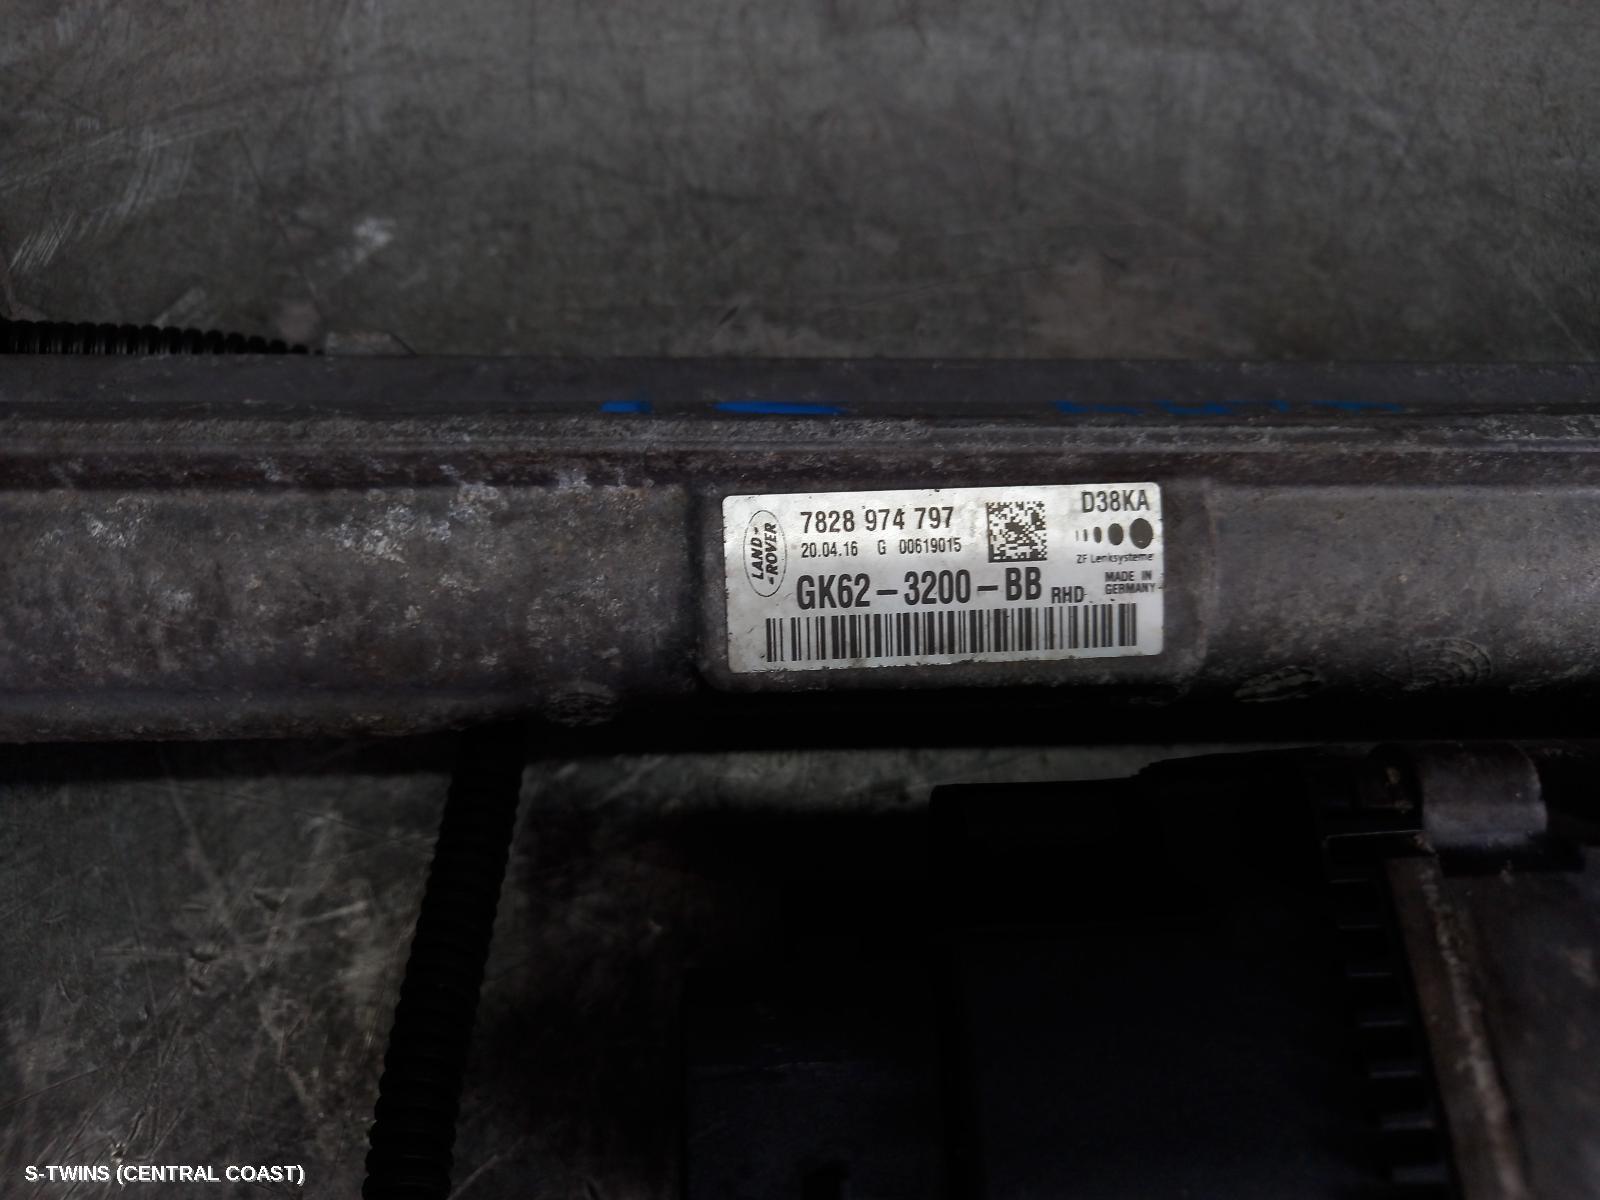 LAND-
-ROVER
7828 974 797
20.04.16 G 00619015
D38KA
ZF Lenksysteme
GK62-3200-BB RHD
MADE IN
GERMANY
S-TWINS (CENTRAL COAST)